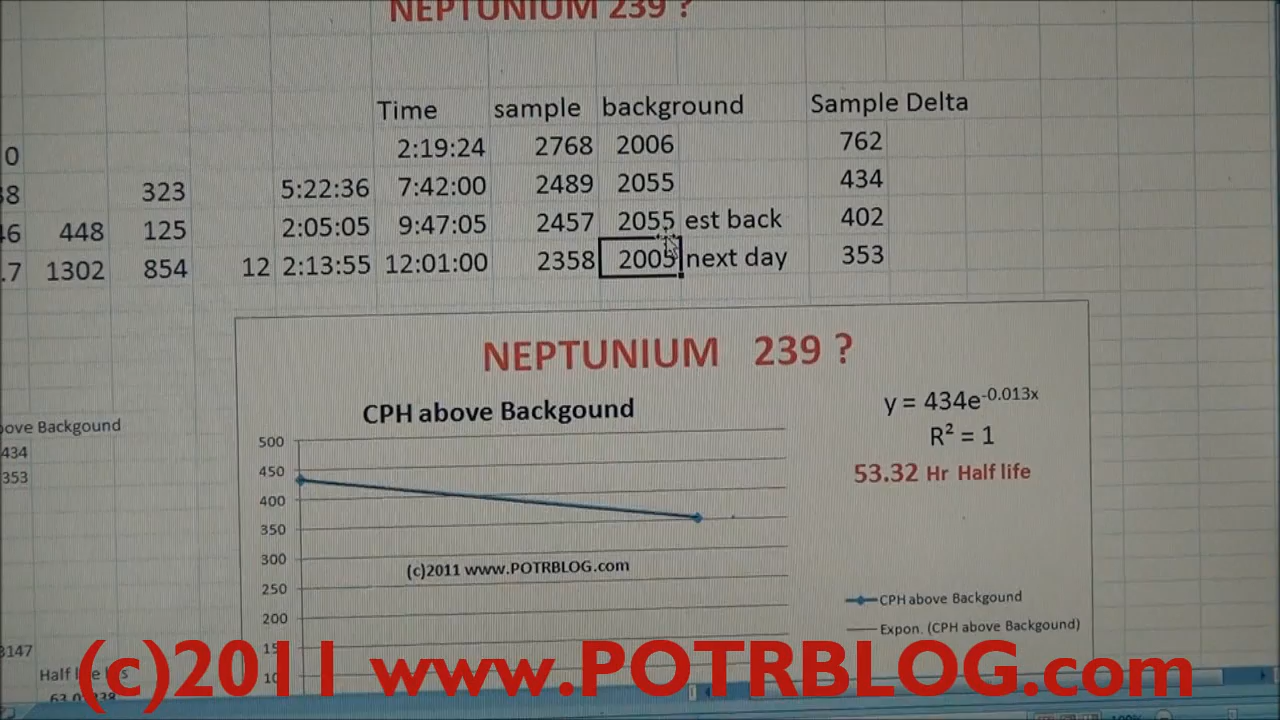 NEPTUNIUM 239 ?
Time sample background Sample Delta
0 2:19:24 2768 2006 762
38 323 5:22:36 7:42:00 2489 2055 434
46 448 125 2:05:05 9:47:05 2457 2055 est back 402
.7 1302 854 12 2:13:55 12:01:00 2358 2005 next day 353
NEPTUNIUM 239 ?
CPH above Backgound
y = 434e-0.013x
R² = 1
53.32 Hr Half life
ove Backgound
434
353
500
450
400
350
300
250
200
(c)2011 www.POTRBLOG.com
CPH above Backgound
Expon. (CPH above Backgound)
3147
(c)2011 www.POTRBLOG.com